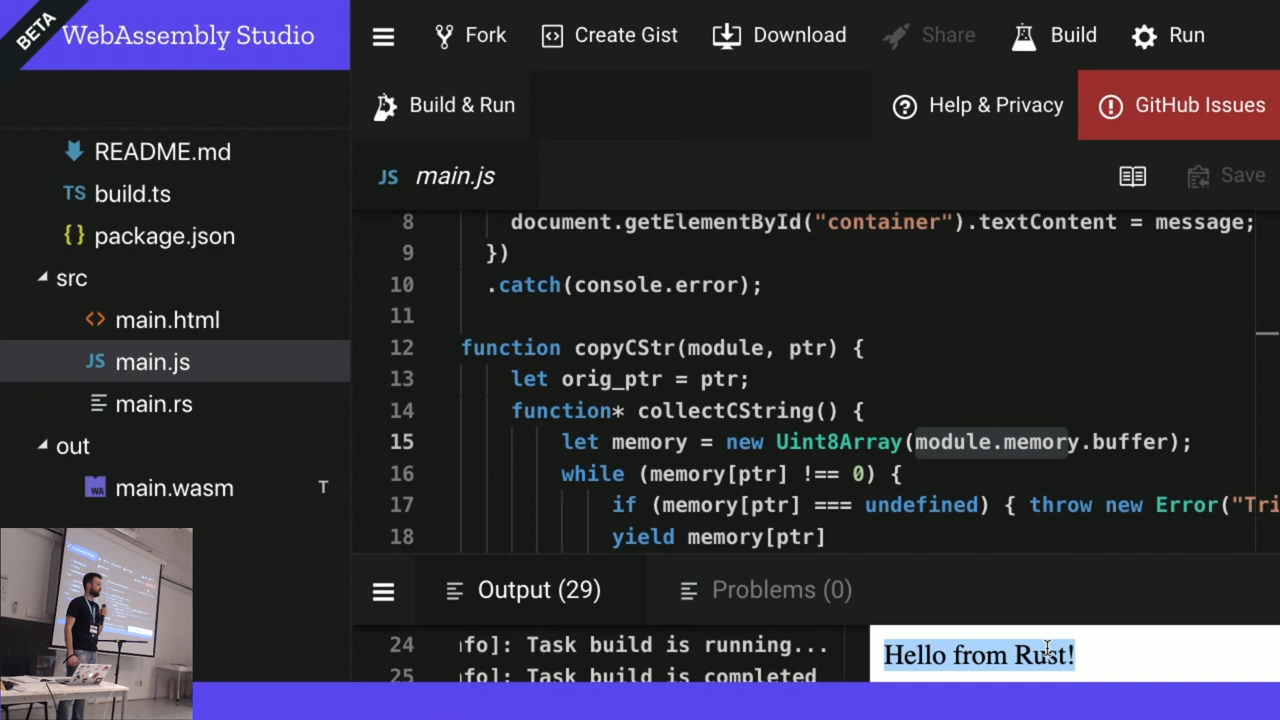 BETA
WebAssembly Studio
Fork
Create Gist
Download
Share
Build
Run
Build & Run
Help & Privacy
GitHub Issues
README.md
TS build.ts
{} package.json
src
<> main.html
JS main.js
main.rs
out
WA main.wasm T
JS main.js
Save
8 document.getElementById("container").textContent = message;
9 })
10 .catch(console.error);
11
12 function copyCStr(module, ptr) {
13 let orig_ptr = ptr;
14 function* collectCString() {
15 let memory = new Uint8Array(module.memory.buffer);
16 while (memory[ptr] !== 0) {
17 if (memory[ptr] === undefined) { throw new Error("Tri
18 yield memory[ptr]
Output (29)
Problems (0)
24 nfo]: Task build is running...
25 nfo]: Task build is completed
Hello from Rust!